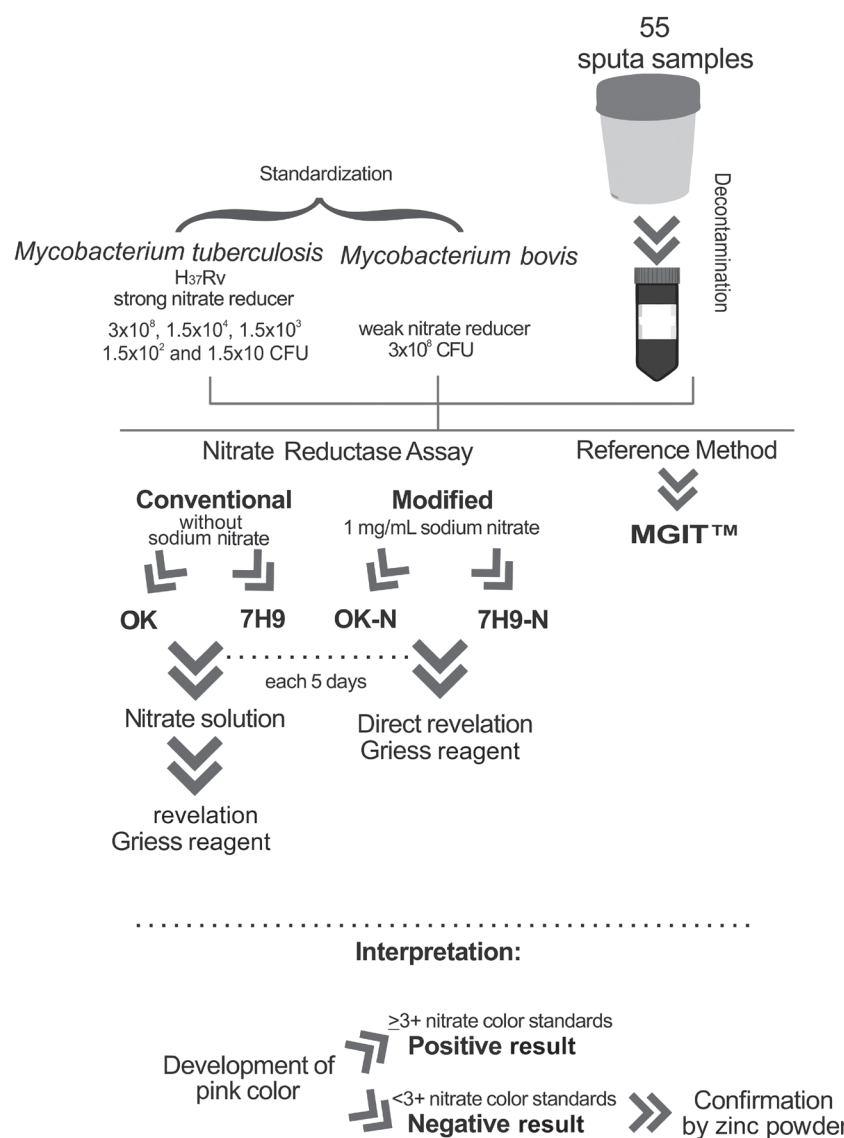 55
sputa samples
Decontamination
Standardization
Mycobacterium tuberculosis
H37Rv
strong nitrate reducer
3x10⁸, 1.5x10⁴, 1.5x10³
1.5x10² and 1.5x10 CFU
Mycobacterium bovis
weak nitrate reducer
3x10⁸ CFU
Nitrate Reductase Assay
Reference Method
MGIT™
Conventional
without
sodium nitrate
Modified
1 mg/mL sodium nitrate
OK
7H9
OK-N
7H9-N
each 5 days
Nitrate solution
revelation
Griess reagent
Direct revelation
Griess reagent
Interpretation:
Development of
pink color
≥3+ nitrate color standards
Positive result
<3+ nitrate color standards
Negative result
Confirmation
by zinc powder